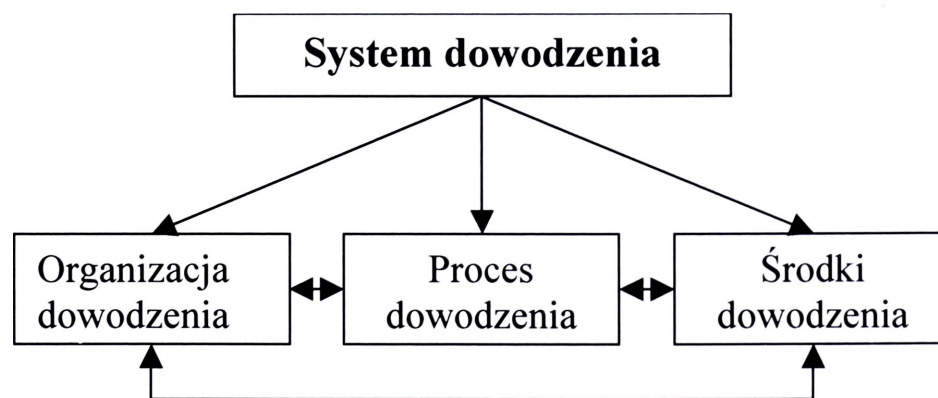 System dowodzenia
Organizacja
dowodzenia
Proces
dowodzenia
Środki
dowodzenia